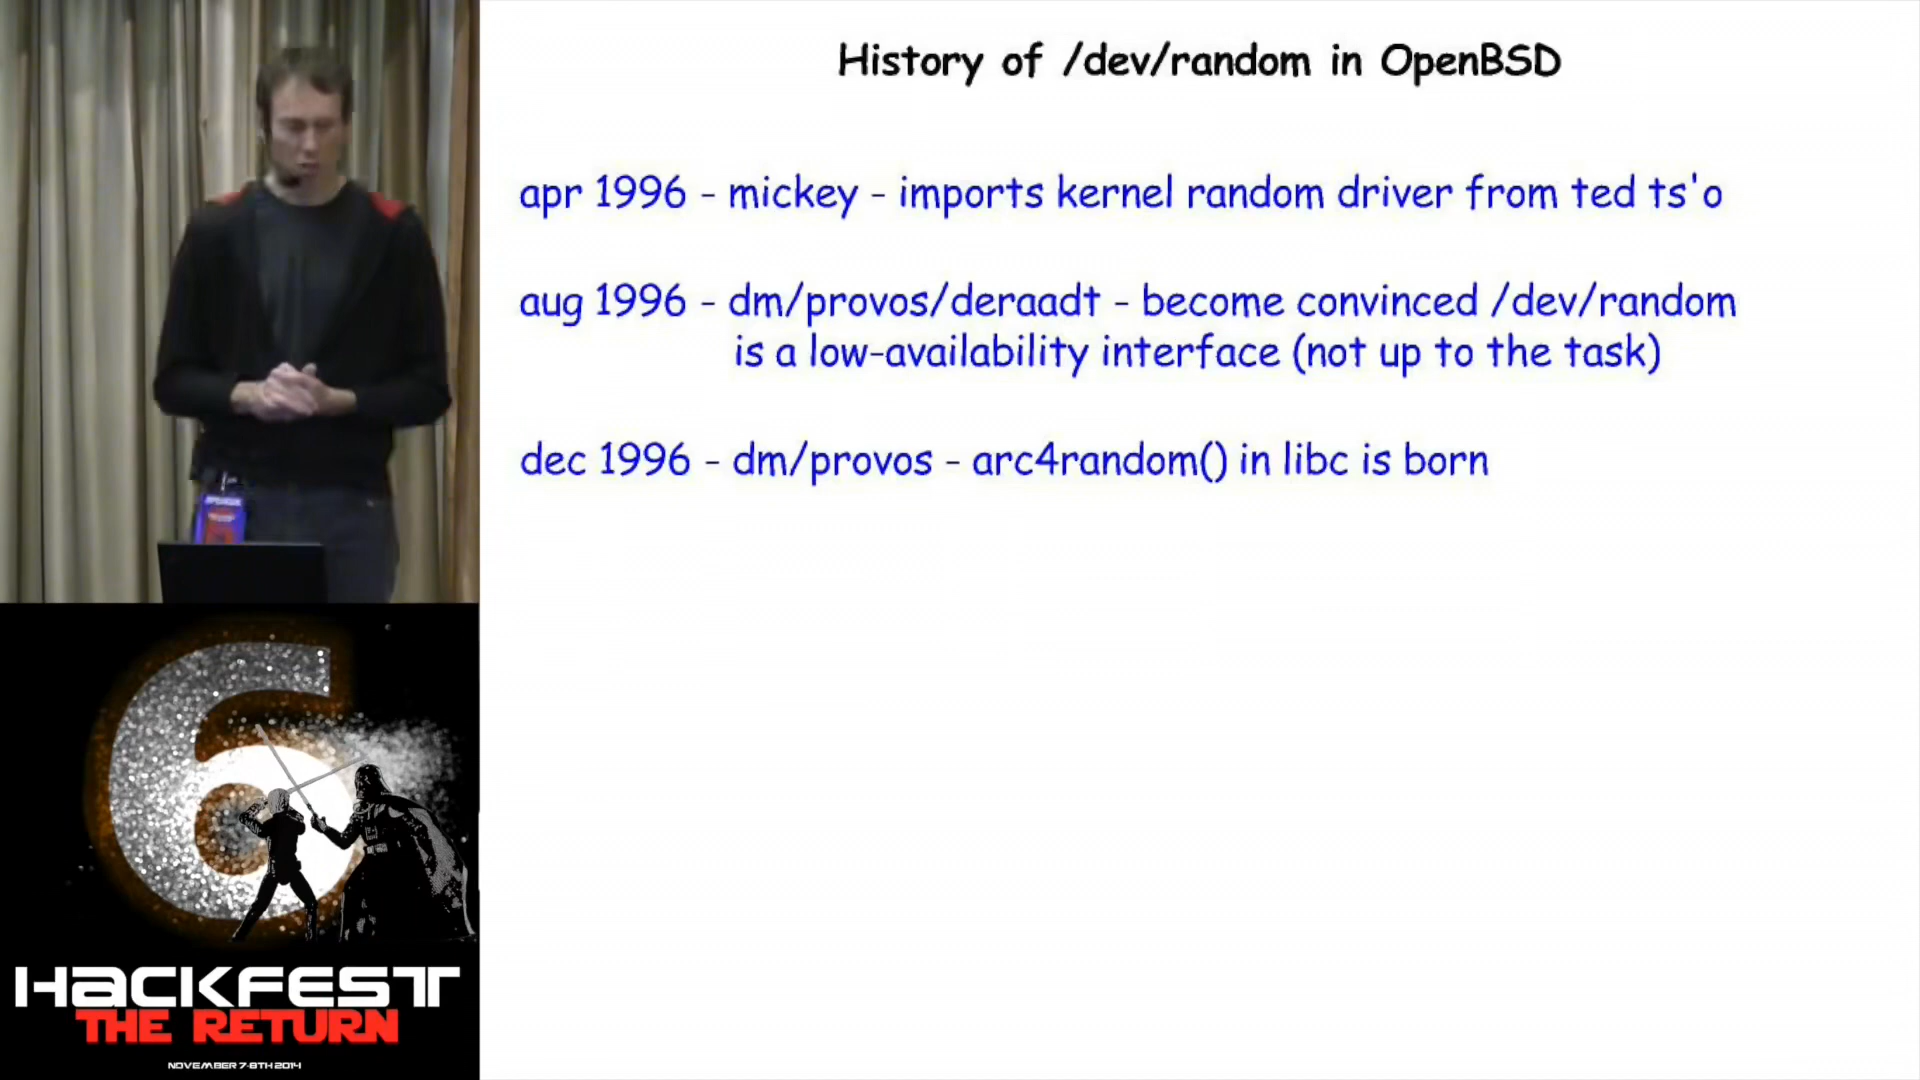 History of /dev/random in OpenBSD
apr 1996 - mickey - imports kernel random driver from ted ts'o
aug 1996 - dm/provos/deraadt - become convinced /dev/random
is a low-availability interface (not up to the task)
dec 1996 - dm/provos - arc4random() in libc is born
6
HACKFEST
THE RETURN
NOVEMBER 7-8TH 2014